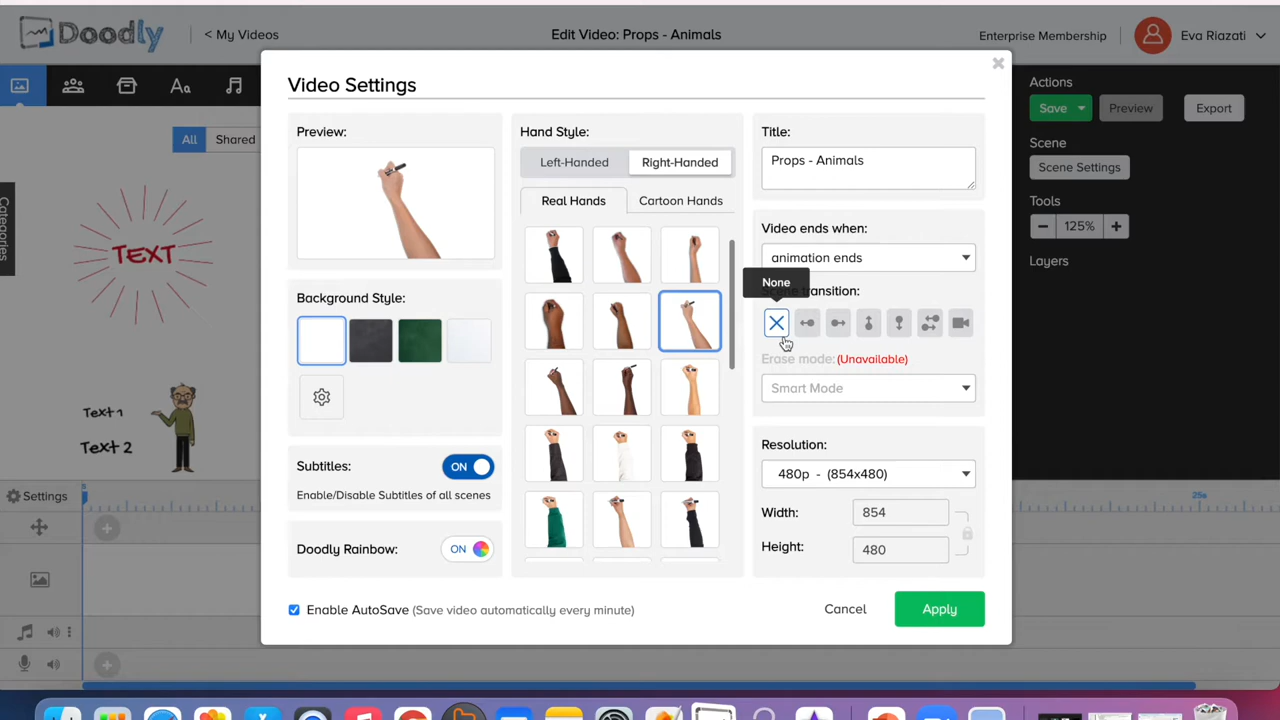 Doodly
< My Videos
Edit Video: Props - Animals
Enterprise Membership
Eva Riazati
Video Settings
Actions
Save
Preview
Export
Scene
Scene Settings
Tools
125%
Layers
All
Shared
Categories
TEXT
Text 1
Text 2
Preview:
Background Style:
Subtitles:
ON
Enable/Disable Subtitles of all scenes
Doodly Rainbow:
ON
Hand Style:
Left-Handed
Right-Handed
Real Hands
Cartoon Hands
Title:
Props - Animals
Video ends when:
animation ends
None
transition:
Erase mode: (Unavailable)
Smart Mode
Resolution:
480p - (854x480)
Width:
854
Height:
480
Enable AutoSave (Save video automatically every minute)
Cancel
Apply
Settings
25s